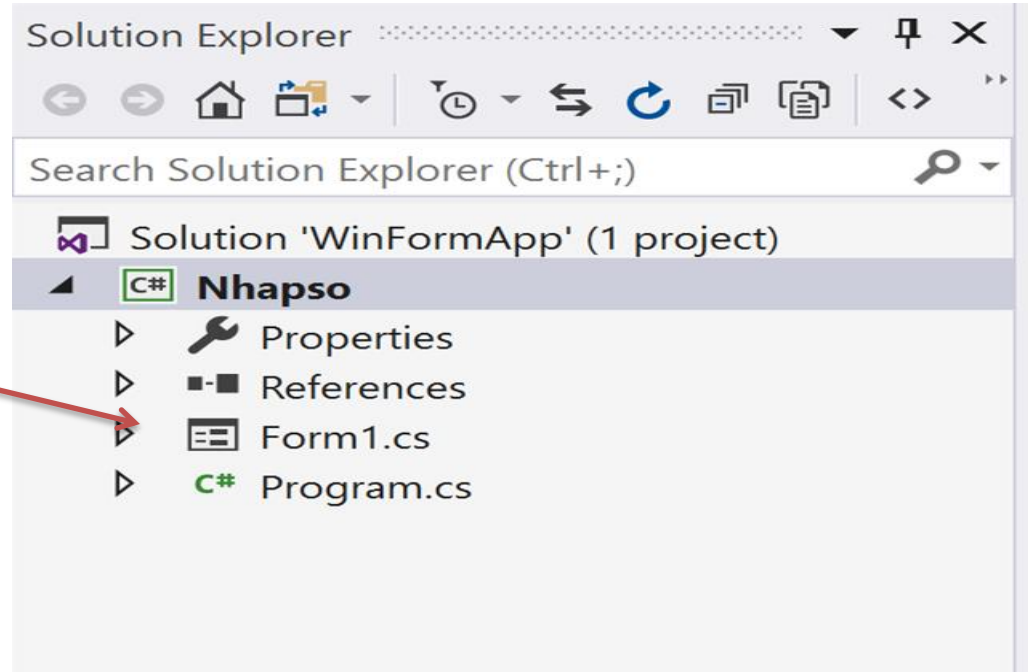 Solution Explorer
Search Solution Explorer (Ctrl+;)
Solution 'WinFormApp' (1 project)
C# Nhapso
Properties
References
Form1.cs
C# Program.cs